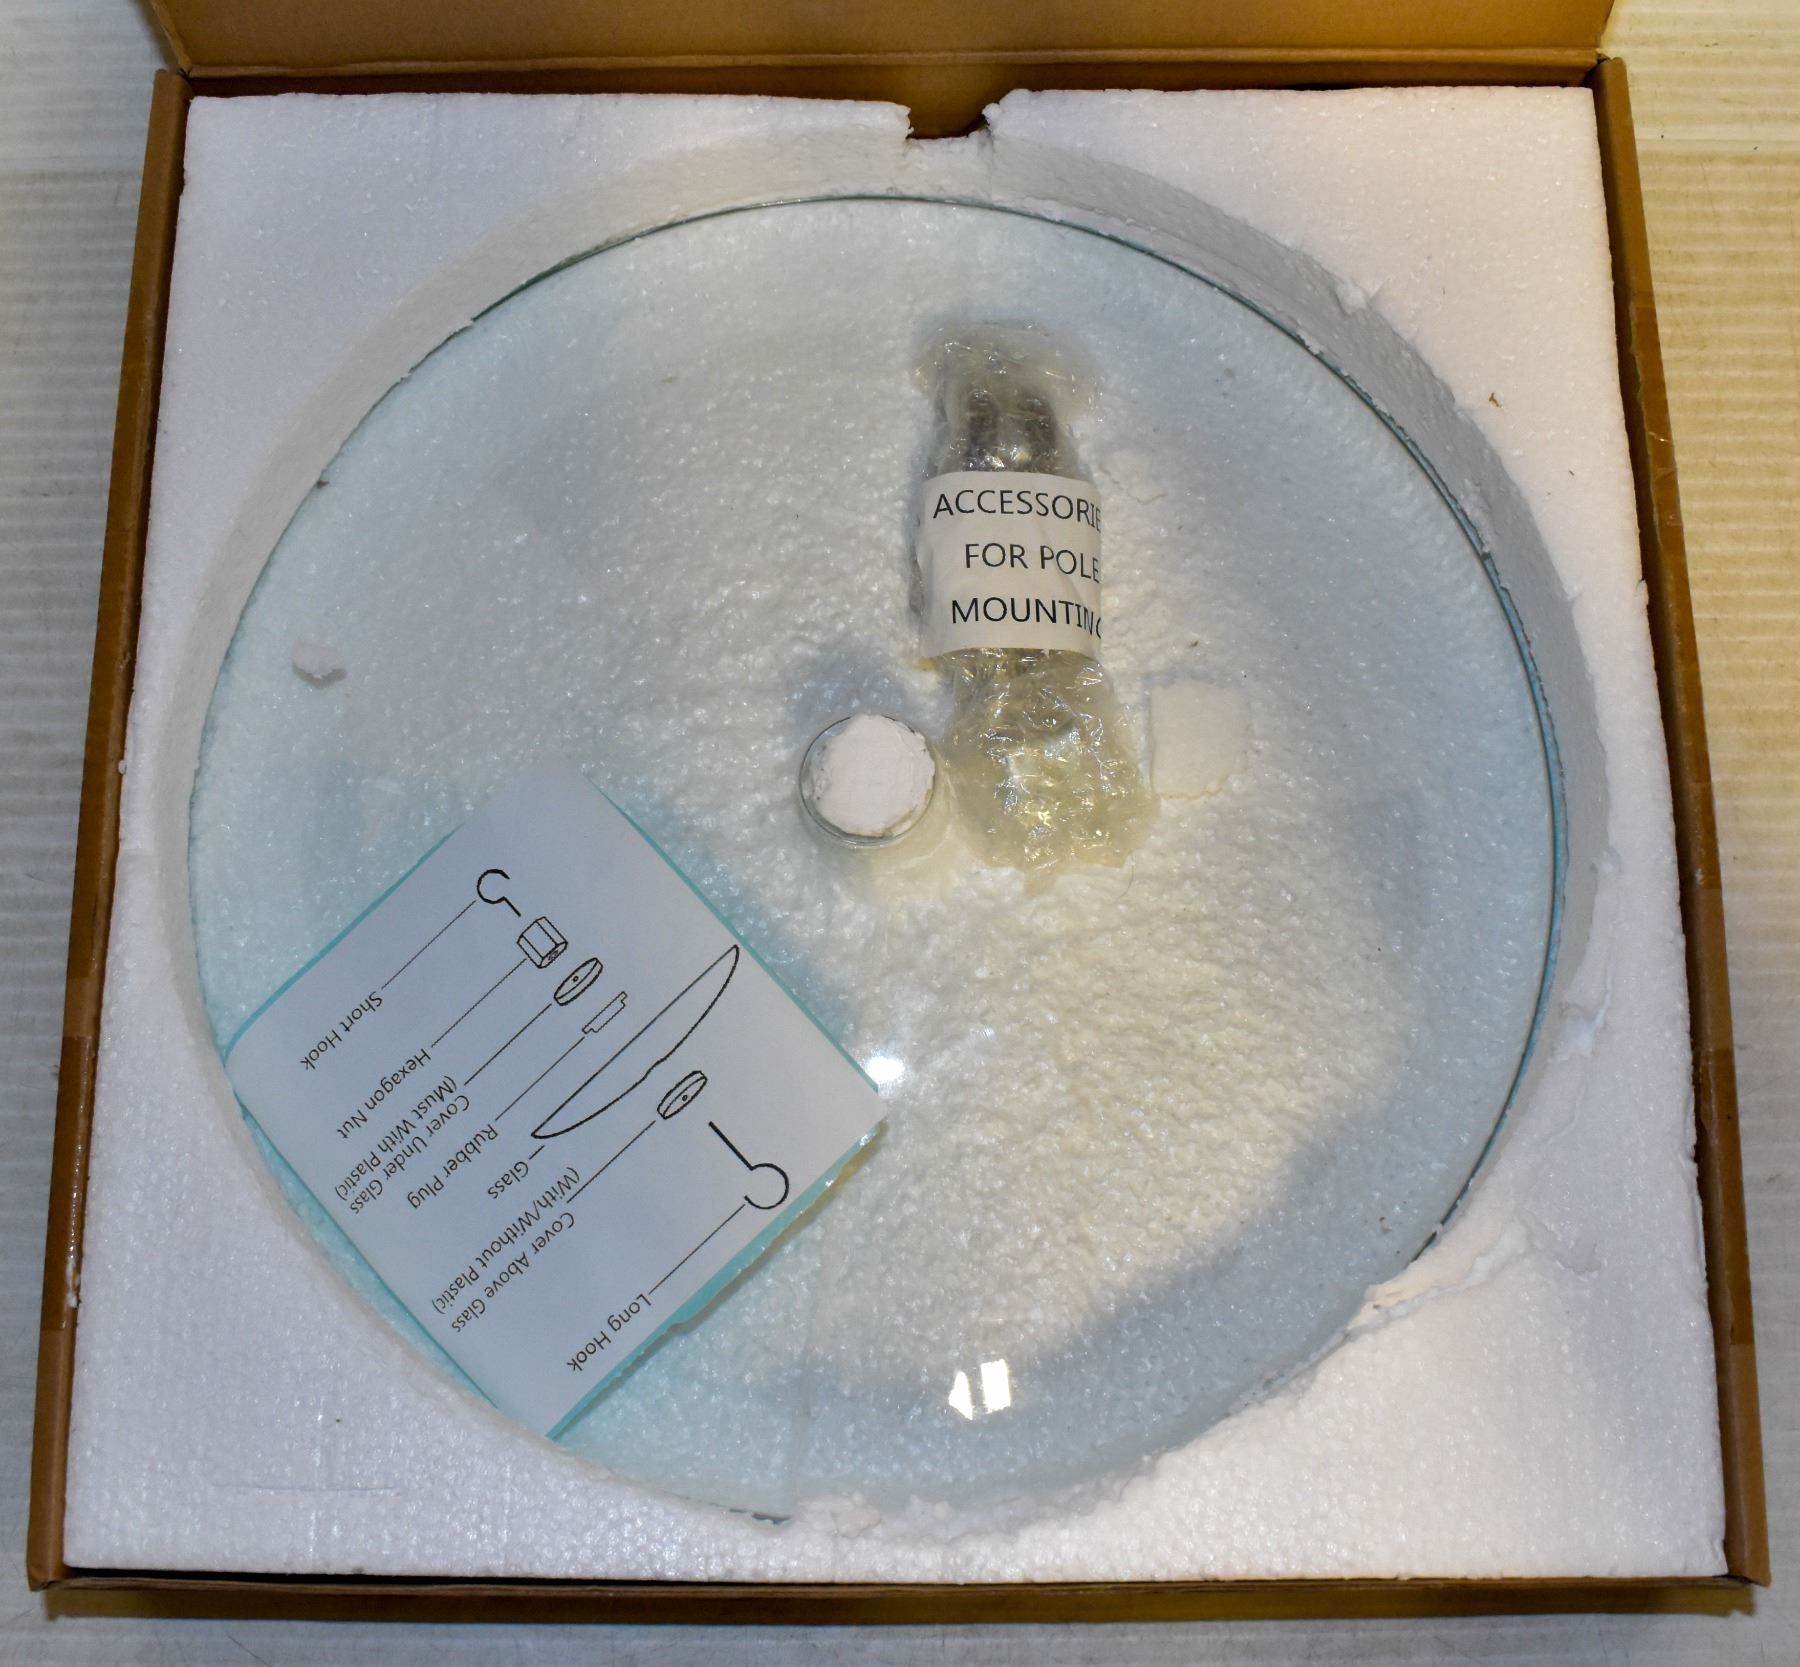 ACCESSORIE
FOR POLE
MOUNTING
Long Hook
Cover Above Glass
(With/Without Plastic)
Glass
Rubber Plug
Cover Under Glass
(Must With Plastic)
Hexagon Nut
Short Hook